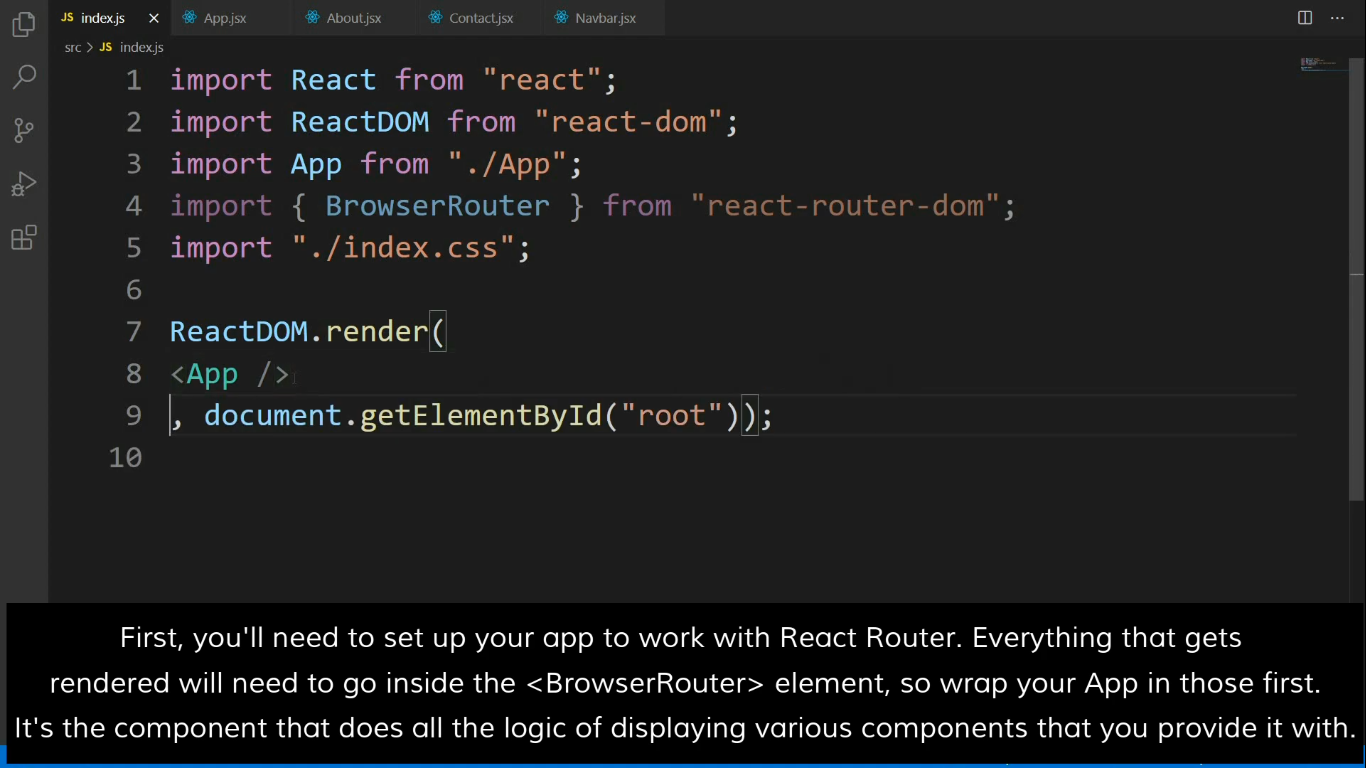 JS index.js × App.jsx About.jsx Contact.jsx Navbar.jsx ···
src > JS index.js
1 import React from "react";
2 import ReactDOM from "react-dom";
3 import App from "./App";
4 import { BrowserRouter } from "react-router-dom";
5 import "./index.css";
6
7 ReactDOM.render(
8 <App />
9 , document.getElementById("root"));
10
First, you'll need to set up your app to work with React Router. Everything that gets
rendered will need to go inside the <BrowserRouter> element, so wrap your App in those first.
It's the component that does all the logic of displaying various components that you provide it with.